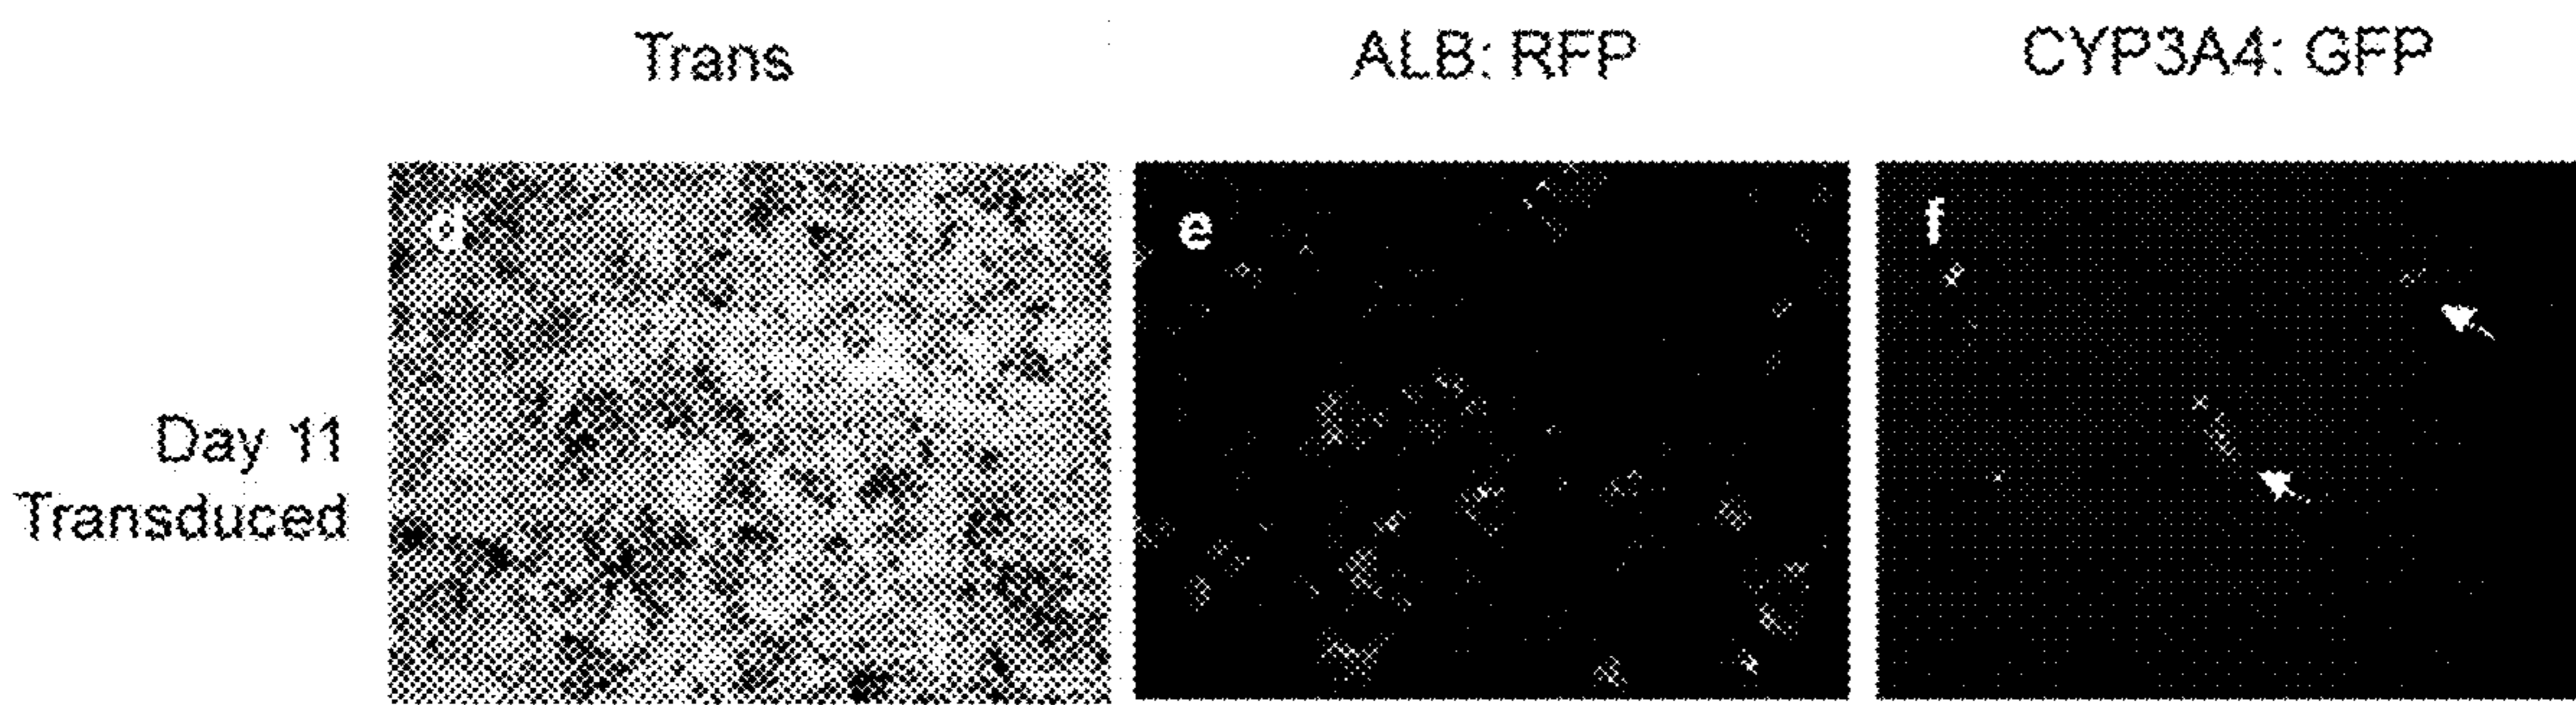 Trans
ALB: RFP
CYP3A4: GFP
d
e
f
Day 11
Transduced